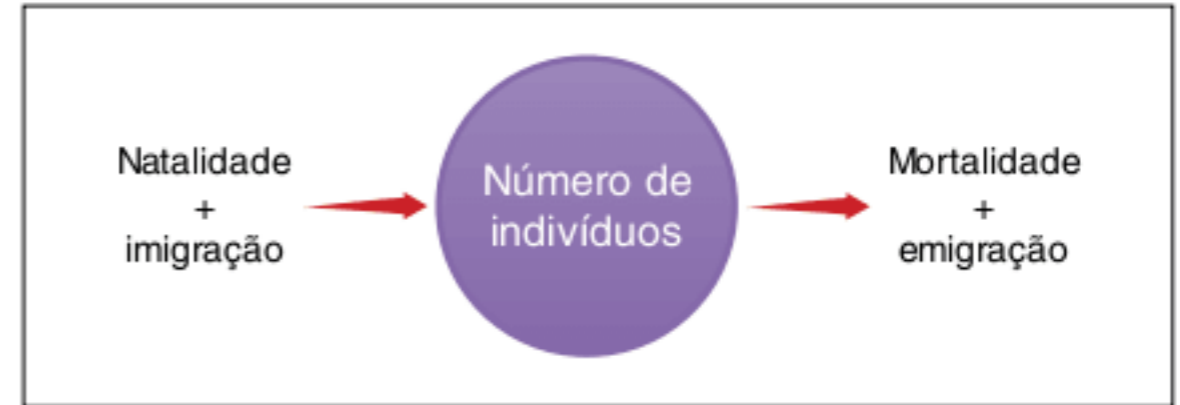 Natalidade
+
imigração
Número de
indivíduos
Mortalidade
+
emigração